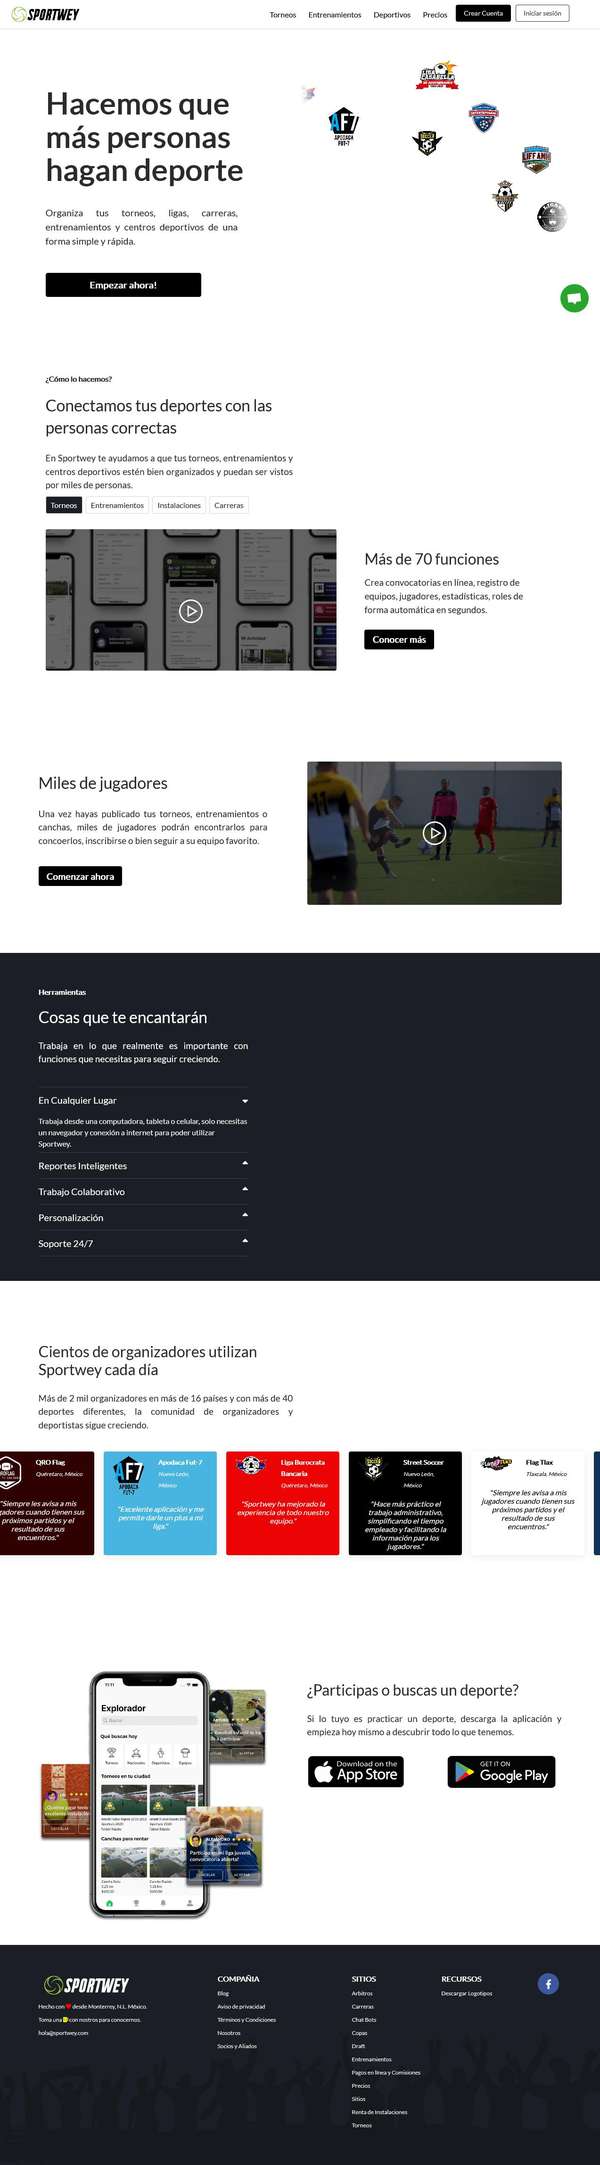 SPORTWEY
Torneos
Entrenamientos
Deportivos
Precios
Crear Cuenta
Iniciar sesión
Hacemos que
más personas
hagan deporte
Organiza tus torneos, ligas, carreras,
entrenamientos y centros deportivos de una
forma simple y rápida.
Empezar ahora!
AF7
APODACA
FUT-7
¿Cómo lo hacemos?
Conectamos tus deportes con las
personas correctas
En Sportwey te ayudamos a que tus torneos, entrenamientos y
centros deportivos estén bien organizados y puedan ser vistos
por miles de personas.
Torneos
Entrenamientos
Instalaciones
Carreras
Más de 70 funciones
Crea convocatorias en línea, registro de
equipos, jugadores, estadísticas, roles de
forma automática en segundos.
Conocer más
Miles de jugadores
Una vez hayas publicado tus torneos, entrenamientos o
canchas, miles de jugadores podrán encontrarlos para
concoerlos, inscribirse o bien seguir a su equipo favorito.
Comenzar ahora
Herramientas
Cosas que te encantarán
Trabaja en lo que realmente es importante con
funciones que necesitas para seguir creciendo.
En Cualquier Lugar
Trabaja desde una computadora, tableta o celular, solo necesitas
un navegador y conexión a internet para poder utilizar
Sportwey.
Reportes Inteligentes
Trabajo Colaborativo
Personalización
Soporte 24/7
Cientos de organizadores utilizan
Sportwey cada día
Más de 2 mil organizadores en más de 16 países y con más de 40
deportes diferentes, la comunidad de organizadores y
deportistas sigue creciendo.
QRO Flag
Querétaro, México
"Siempre les avisa a mis
jugadores cuando tienen sus
próximos partidos y el
resultado de sus
encuentros."
AF7
APODACA
FUT-7
Apodaca Fut-7
Nuevo León,
México
"Excelente aplicación y me
permite darle un plus a mi
liga."
Liga Burocrata
Bancaria
Querétaro, México
"Sportwey ha mejorado la
experiencia de todo nuestro
equipo."
Street Soccer
Nuevo León,
México
"Hace más práctico el
trabajo administrativo,
simplificando el tiempo
empleado y facilitando la
información para los
jugadores."
Flag Tlax
Tlaxcala, México
"Siempre les avisa a mis
jugadores cuando tienen sus
próximos partidos y el
resultado de sus
encuentros."
11:11
Explorador
Buscar
Qué buscas hoy
Torneos en tu ciudad
Canchas para rentar
¿Participas o buscas un deporte?
Si lo tuyo es practicar un deporte, descarga la aplicación y
empieza hoy mismo a descubrir todo lo que tenemos.
Download on the
App Store
GET IT ON
Google Play
SPORTWEY
Hecho con ❤ desde Monterrey, N.L. México.
Toma una 🍺 con nostros para conocernos.
hola@sportwey.com
COMPAÑIA
Blog
Aviso de privacidad
Términos y Condiciones
Nosotros
Socios y Aliados
SITIOS
Arbitros
Carreras
Chat Bots
Copas
Draft
Entrenamientos
Pagos en línea y Comisiones
Precios
Sitios
Renta de Instalaciones
Torneos
RECURSOS
Descargar Logotipos